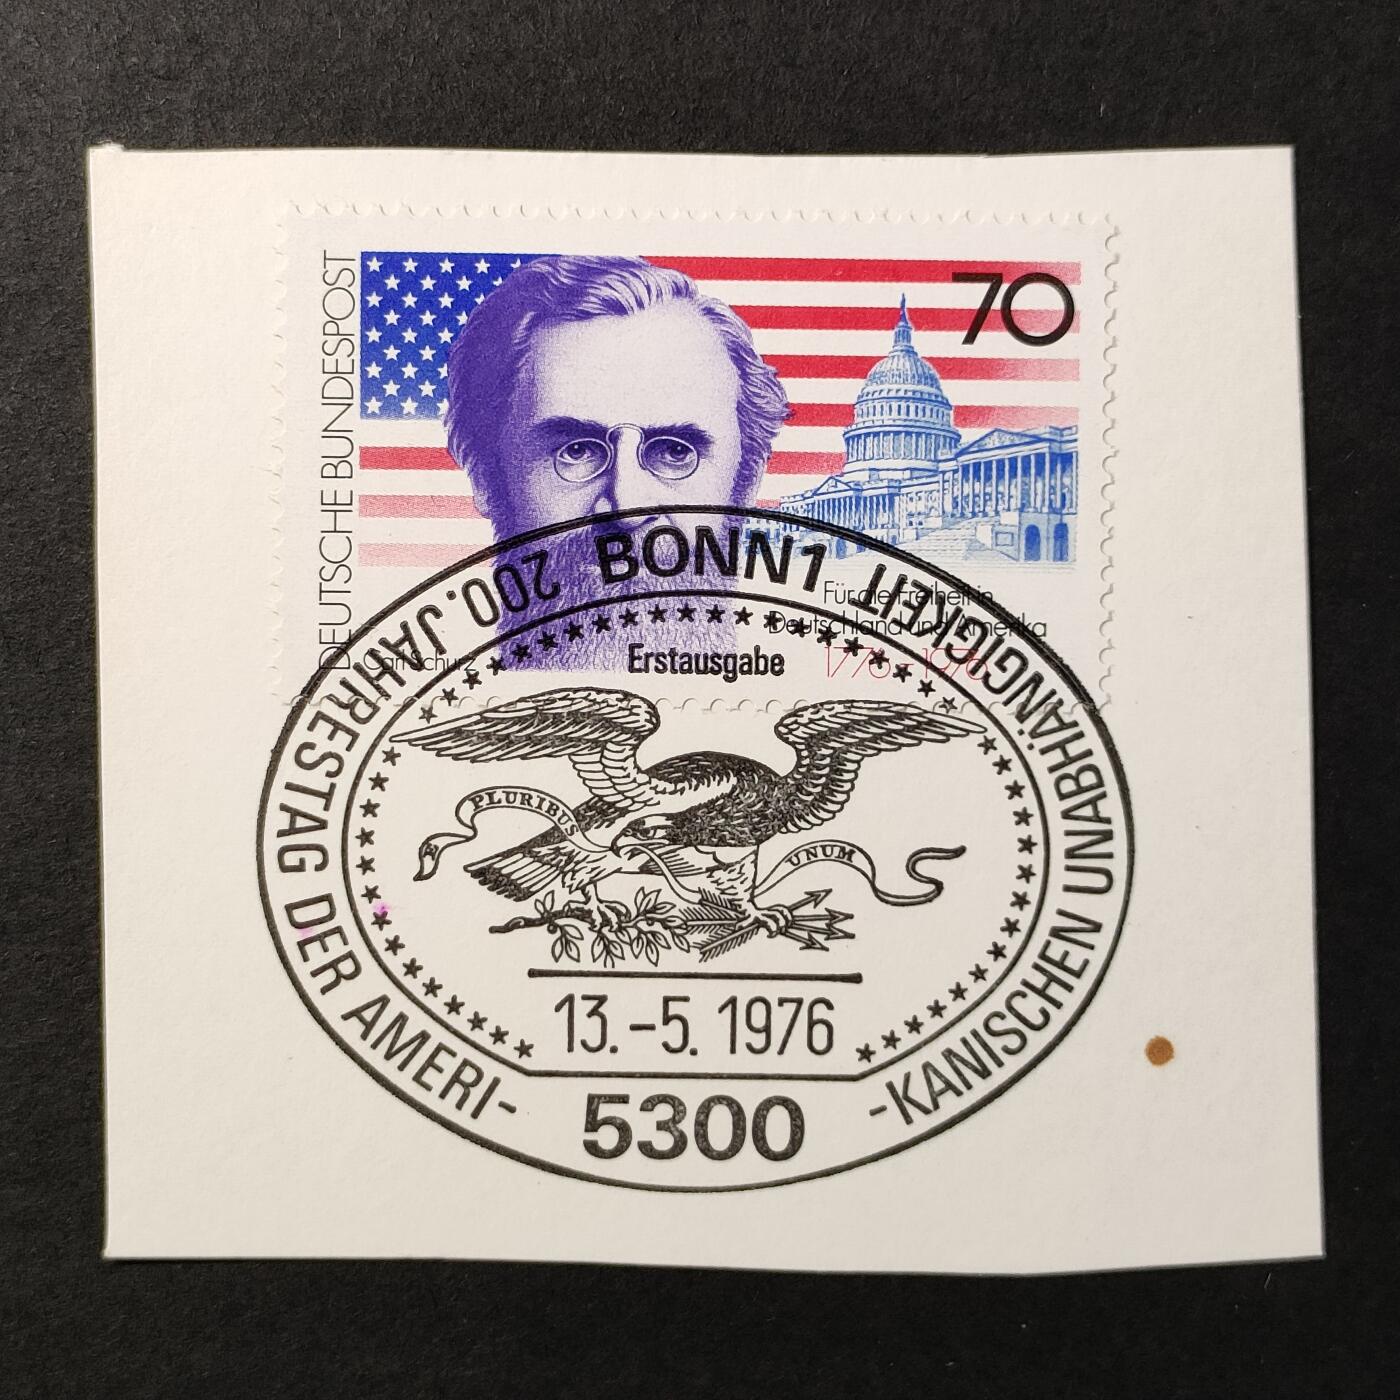 DEUTSCHE BUNDESPOST
70
Für die Freiheit in
Deutschland und Amerika
1776-1976
Carl Schurz
BONN 1
200. JAHRESTAG DER AMERI-
-KANISCHEN UNABHÄNGIGKEIT
Erstausgabe
E PLURIBUS
UNUM
13.-5. 1976
5300